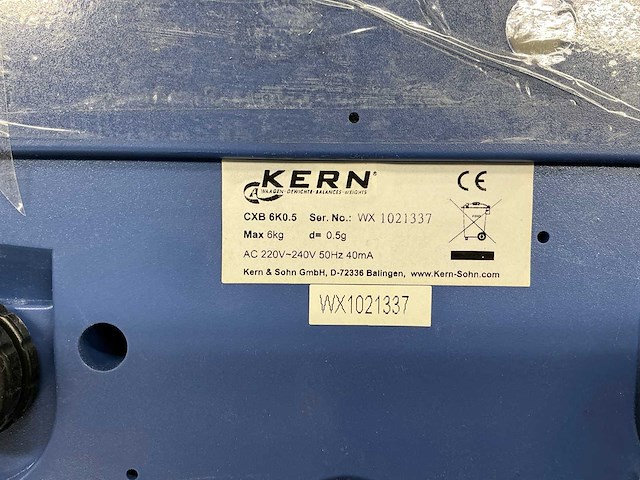 KERN®
WAAGEN·GEWICHTE·BALANCES·WEIGHTS
CE
CXB 6K0.5 Ser. No.: WX 1021337
Max 6kg d= 0.5g
AC 220V~240V 50Hz 40mA
Kern & Sohn GmbH, D-72336 Balingen, www.Kern-Sohn.com
WX1021337